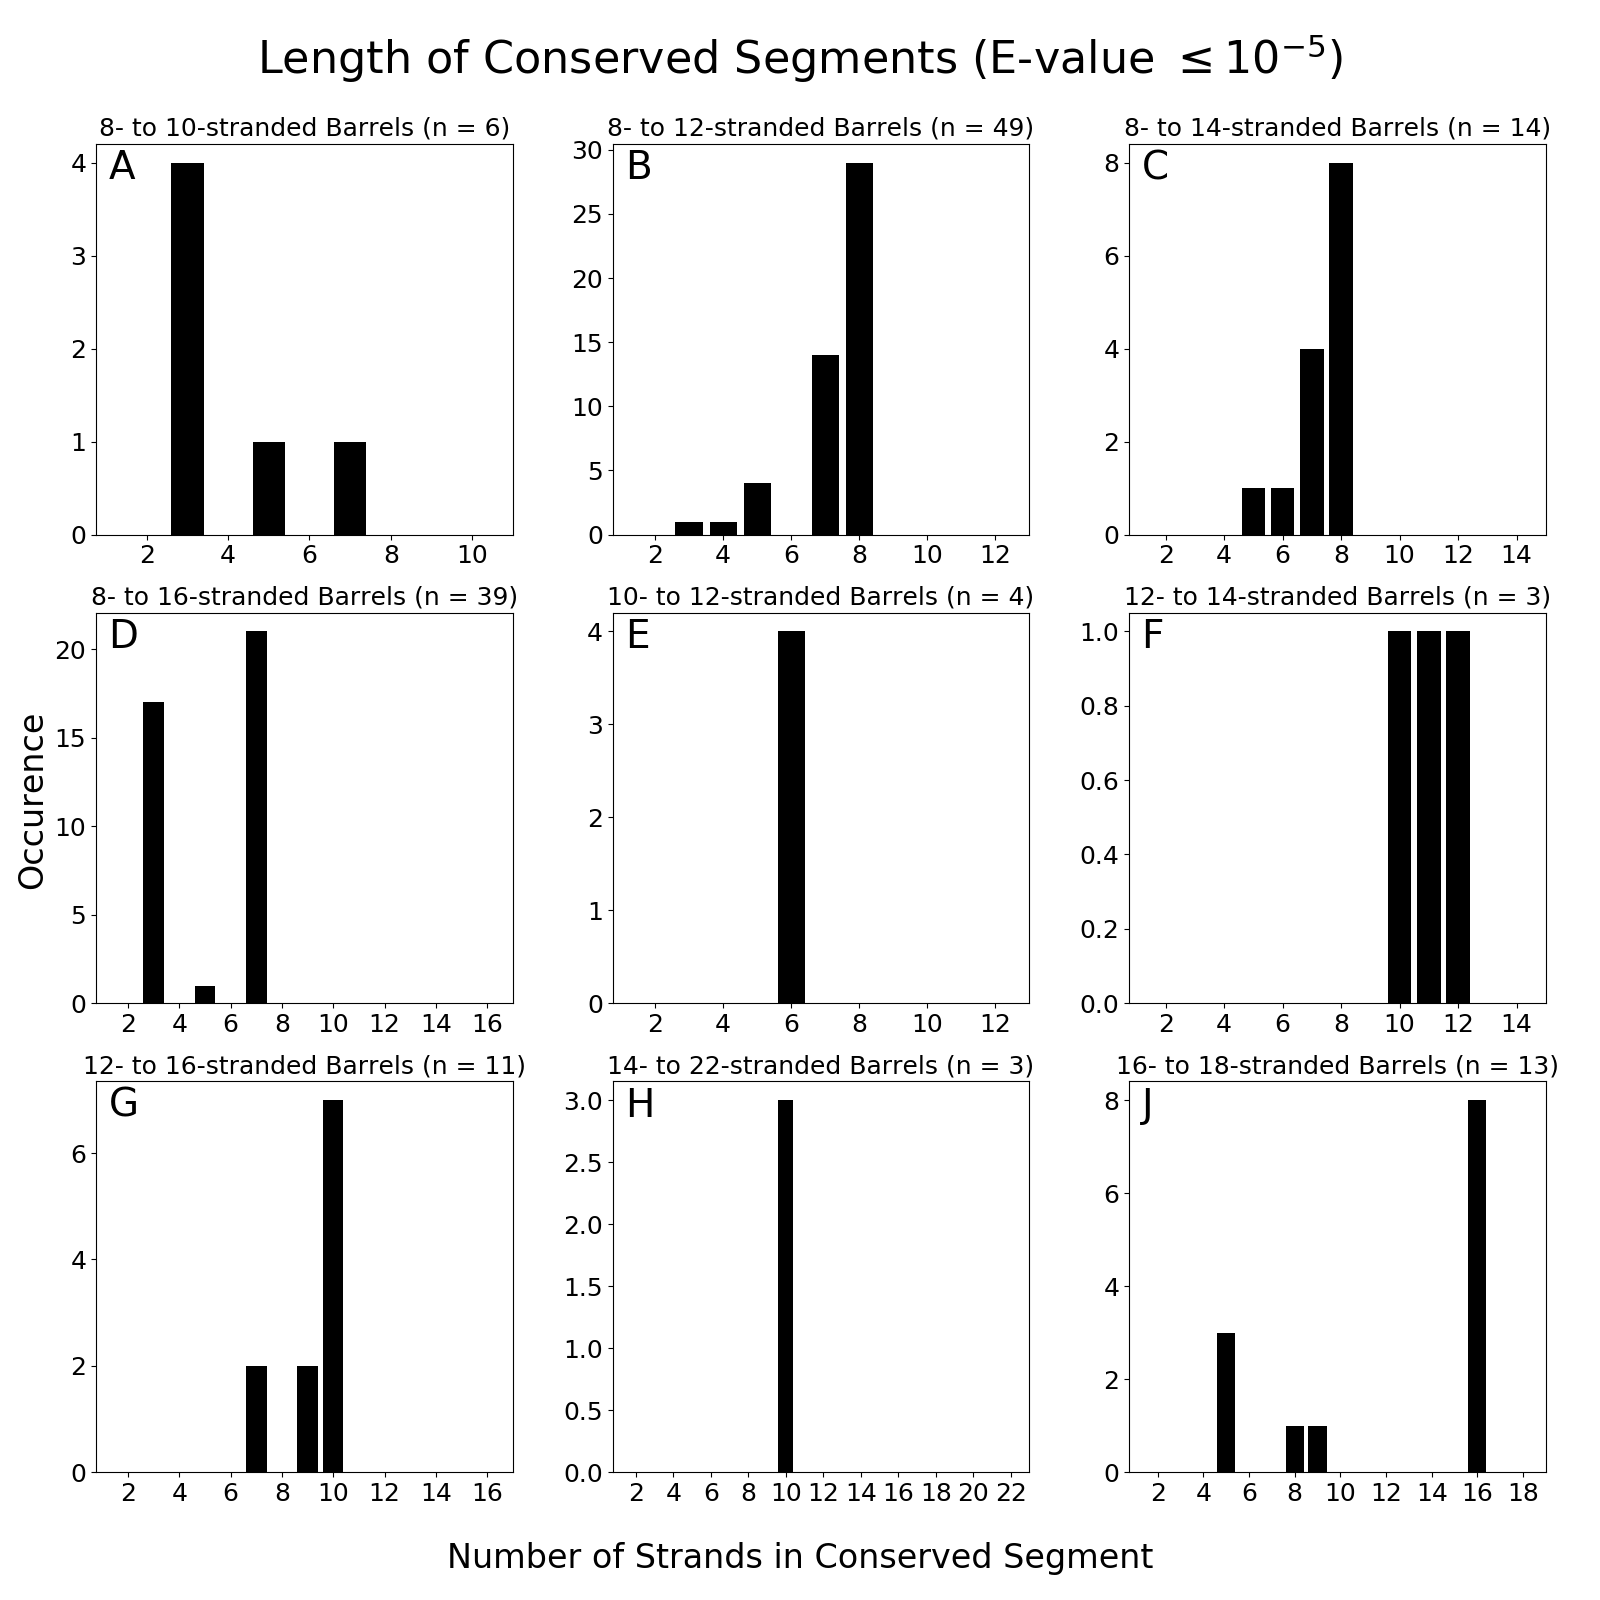 Length of Conserved Segments (E-value ≤10⁻⁵)
8- to 10-stranded Barrels (n = 6)
A
4
3
2
1
0
2 4 6 8 10
8- to 12-stranded Barrels (n = 49)
B
30
25
20
15
10
5
0
2 4 6 8 10 12
8- to 14-stranded Barrels (n = 14)
C
8
6
4
2
0
2 4 6 8 10 12 14
Occurence
8- to 16-stranded Barrels (n = 39)
D
20
15
10
5
0
2 4 6 8 10 12 14 16
10- to 12-stranded Barrels (n = 4)
E
4
3
2
1
0
2 4 6 8 10 12
12- to 14-stranded Barrels (n = 3)
F
1.0
0.8
0.6
0.4
0.2
0.0
2 4 6 8 10 12 14
12- to 16-stranded Barrels (n = 11)
G
6
4
2
0
2 4 6 8 10 12 14 16
14- to 22-stranded Barrels (n = 3)
H
3.0
2.5
2.0
1.5
1.0
0.5
0.0
2 4 6 8 10 12 14 16 18 20 22
16- to 18-stranded Barrels (n = 13)
J
8
6
4
2
0
2 4 6 8 10 12 14 16 18
Number of Strands in Conserved Segment